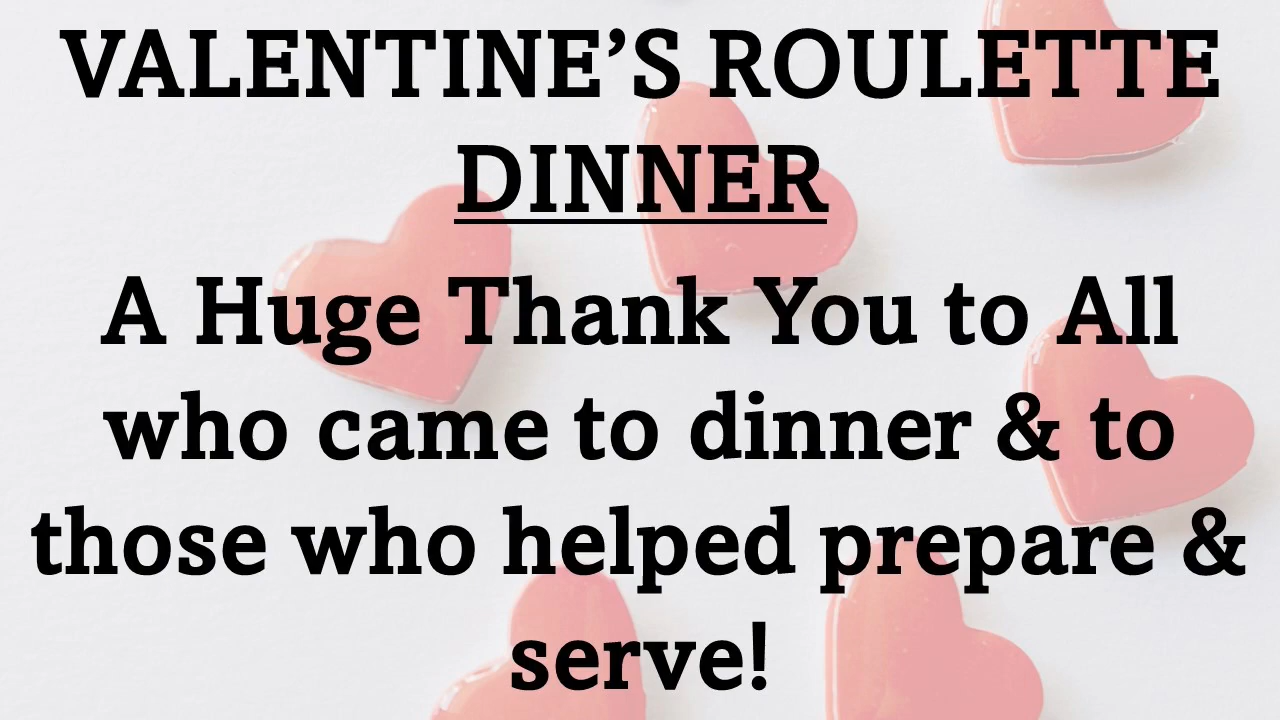 VALENTINE’S ROULETTE
DINNER
A Huge Thank You to All
who came to dinner & to
those who helped prepare &
serve!